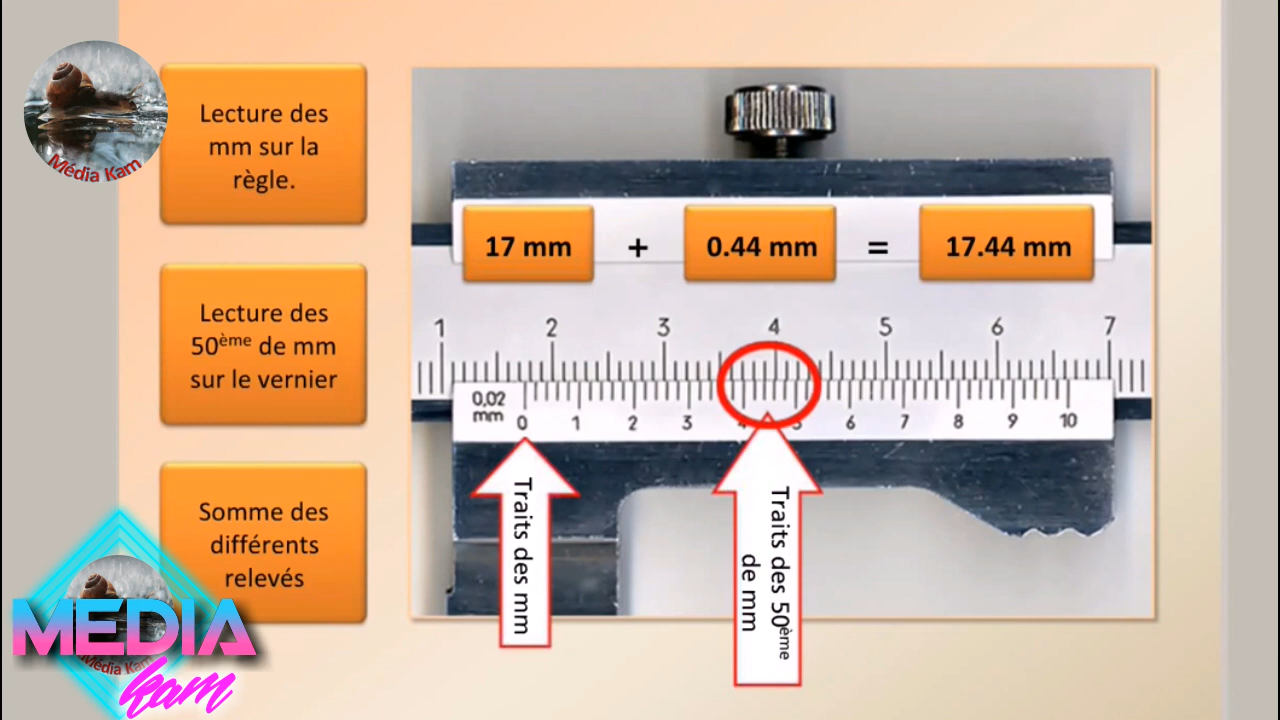 Média Kam
Lecture des
mm sur la
règle.
Lecture des
50ème de mm
sur le vernier
Somme des
différents
relevés
17 mm + 0.44 mm = 17.44 mm
1 2 3 4 5 6 7
0,02
mm
0 1 2 3 4 5 6 7 8 9 10
Traits des mm
Traits des 50ème
de mm
MEDIA
kam
Média Kam